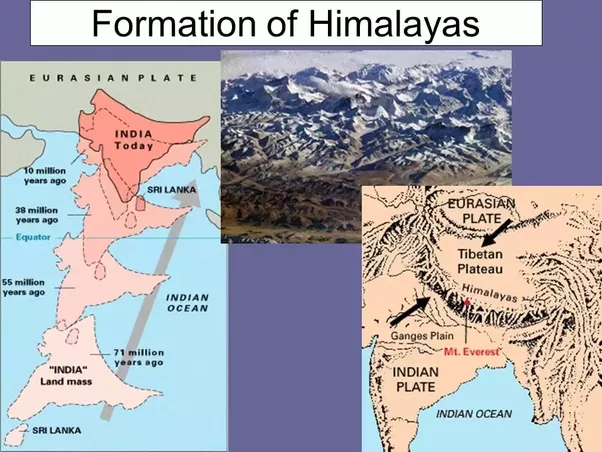 Formation of Himalayas
EURASIAN PLATE
INDIA
Today
10 million
years ago
SRI LANKA
38 million
years ago
Equator
55 million
years ago
INDIAN
OCEAN
71 million
years ago
"INDIA"
Land mass
SRI LANKA
EURASIAN
PLATE
Tibetan
Plateau
Himalayas
Ganges Plain
Mt. Everest
INDIAN
PLATE
INDIAN OCEAN